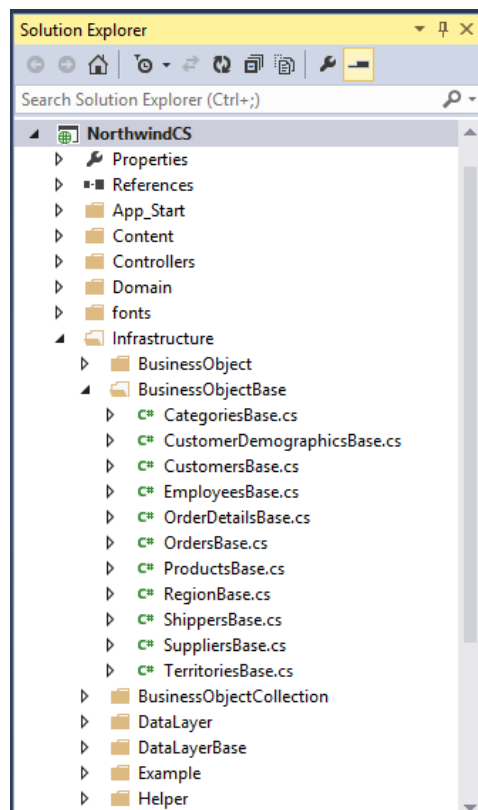 Solution Explorer
Search Solution Explorer (Ctrl+;)
NorthwindCS
Properties
References
App_Start
Content
Controllers
Domain
fonts
Infrastructure
BusinessObject
BusinessObjectBase
C# CategoriesBase.cs
C# CustomerDemographicsBase.cs
C# CustomersBase.cs
C# EmployeesBase.cs
C# OrderDetailsBase.cs
C# OrdersBase.cs
C# ProductsBase.cs
C# RegionBase.cs
C# ShippersBase.cs
C# SuppliersBase.cs
C# TerritoriesBase.cs
BusinessObjectCollection
DataLayer
DataLayerBase
Example
Helper